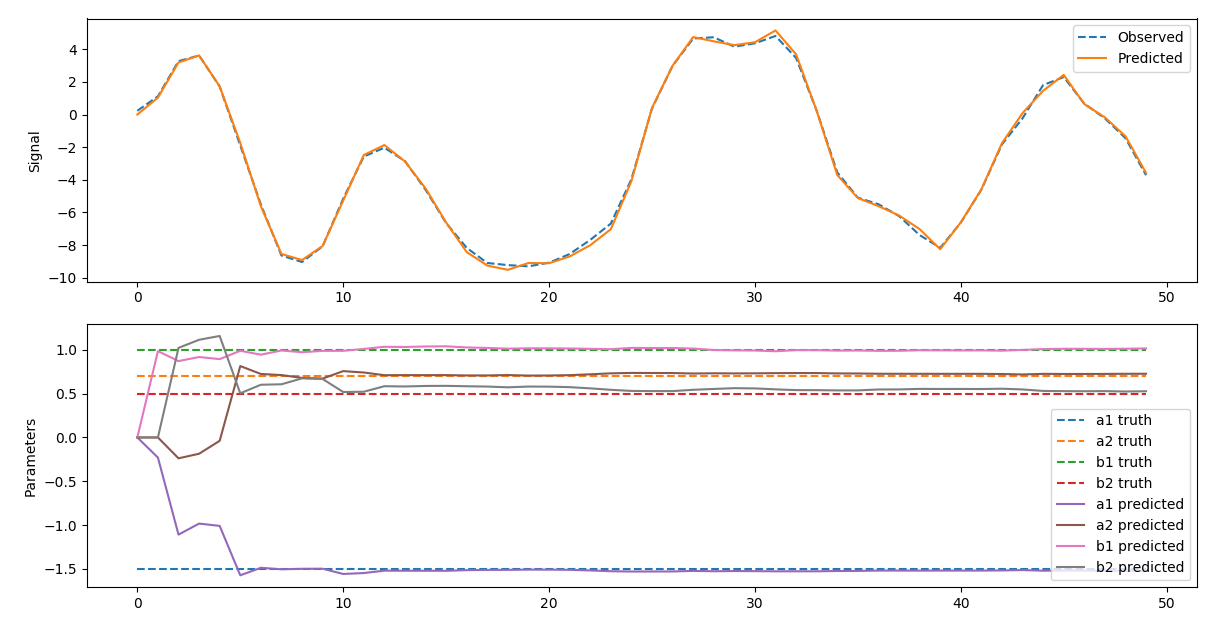 4
2
0
−2
−4
−6
−8
−10
Signal
Observed
Predicted
0 10 20 30 40 50
1.0
0.5
0.0
−0.5
−1.0
−1.5
Parameters
a1 truth
a2 truth
b1 truth
b2 truth
a1 predicted
a2 predicted
b1 predicted
b2 predicted
0 10 20 30 40 50